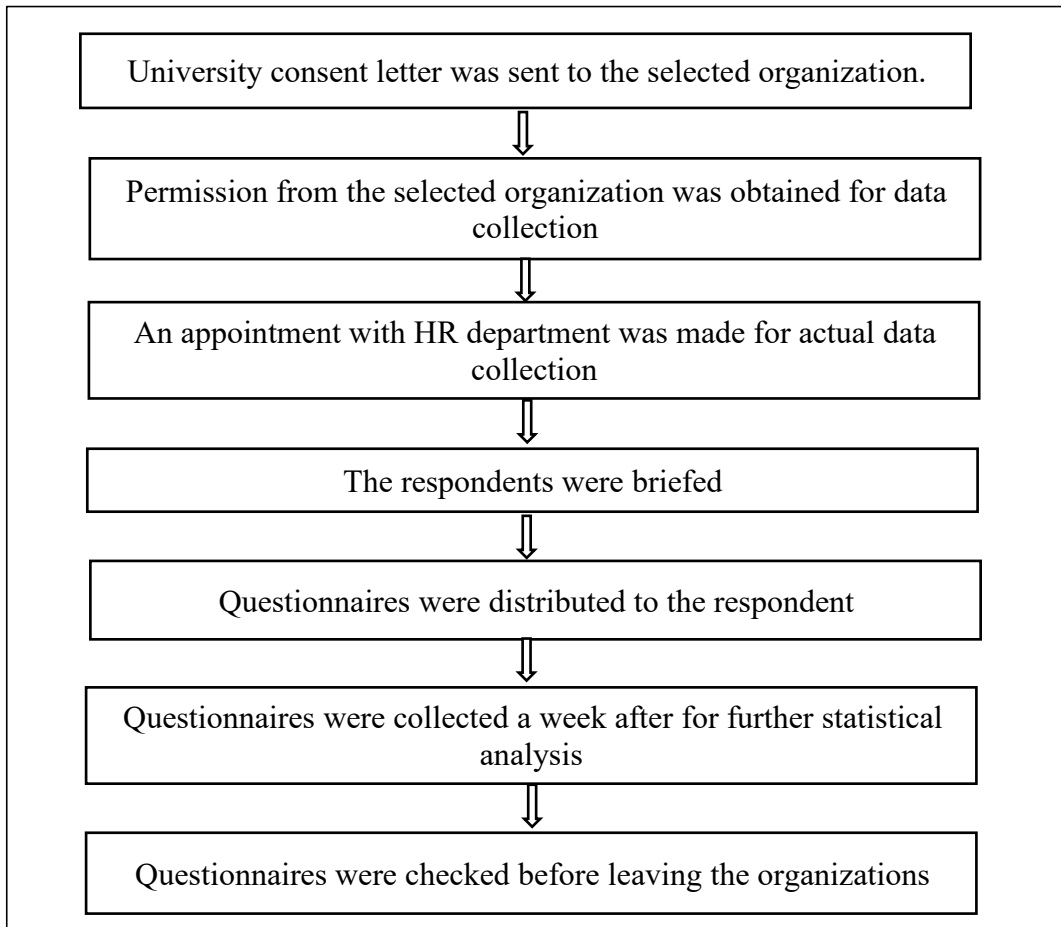 University consent letter was sent to the selected organization.
Permission from the selected organization was obtained for data
collection
An appointment with HR department was made for actual data
collection
The respondents were briefed
Questionnaires were distributed to the respondent
Questionnaires were collected a week after for further statistical
analysis
Questionnaires were checked before leaving the organizations